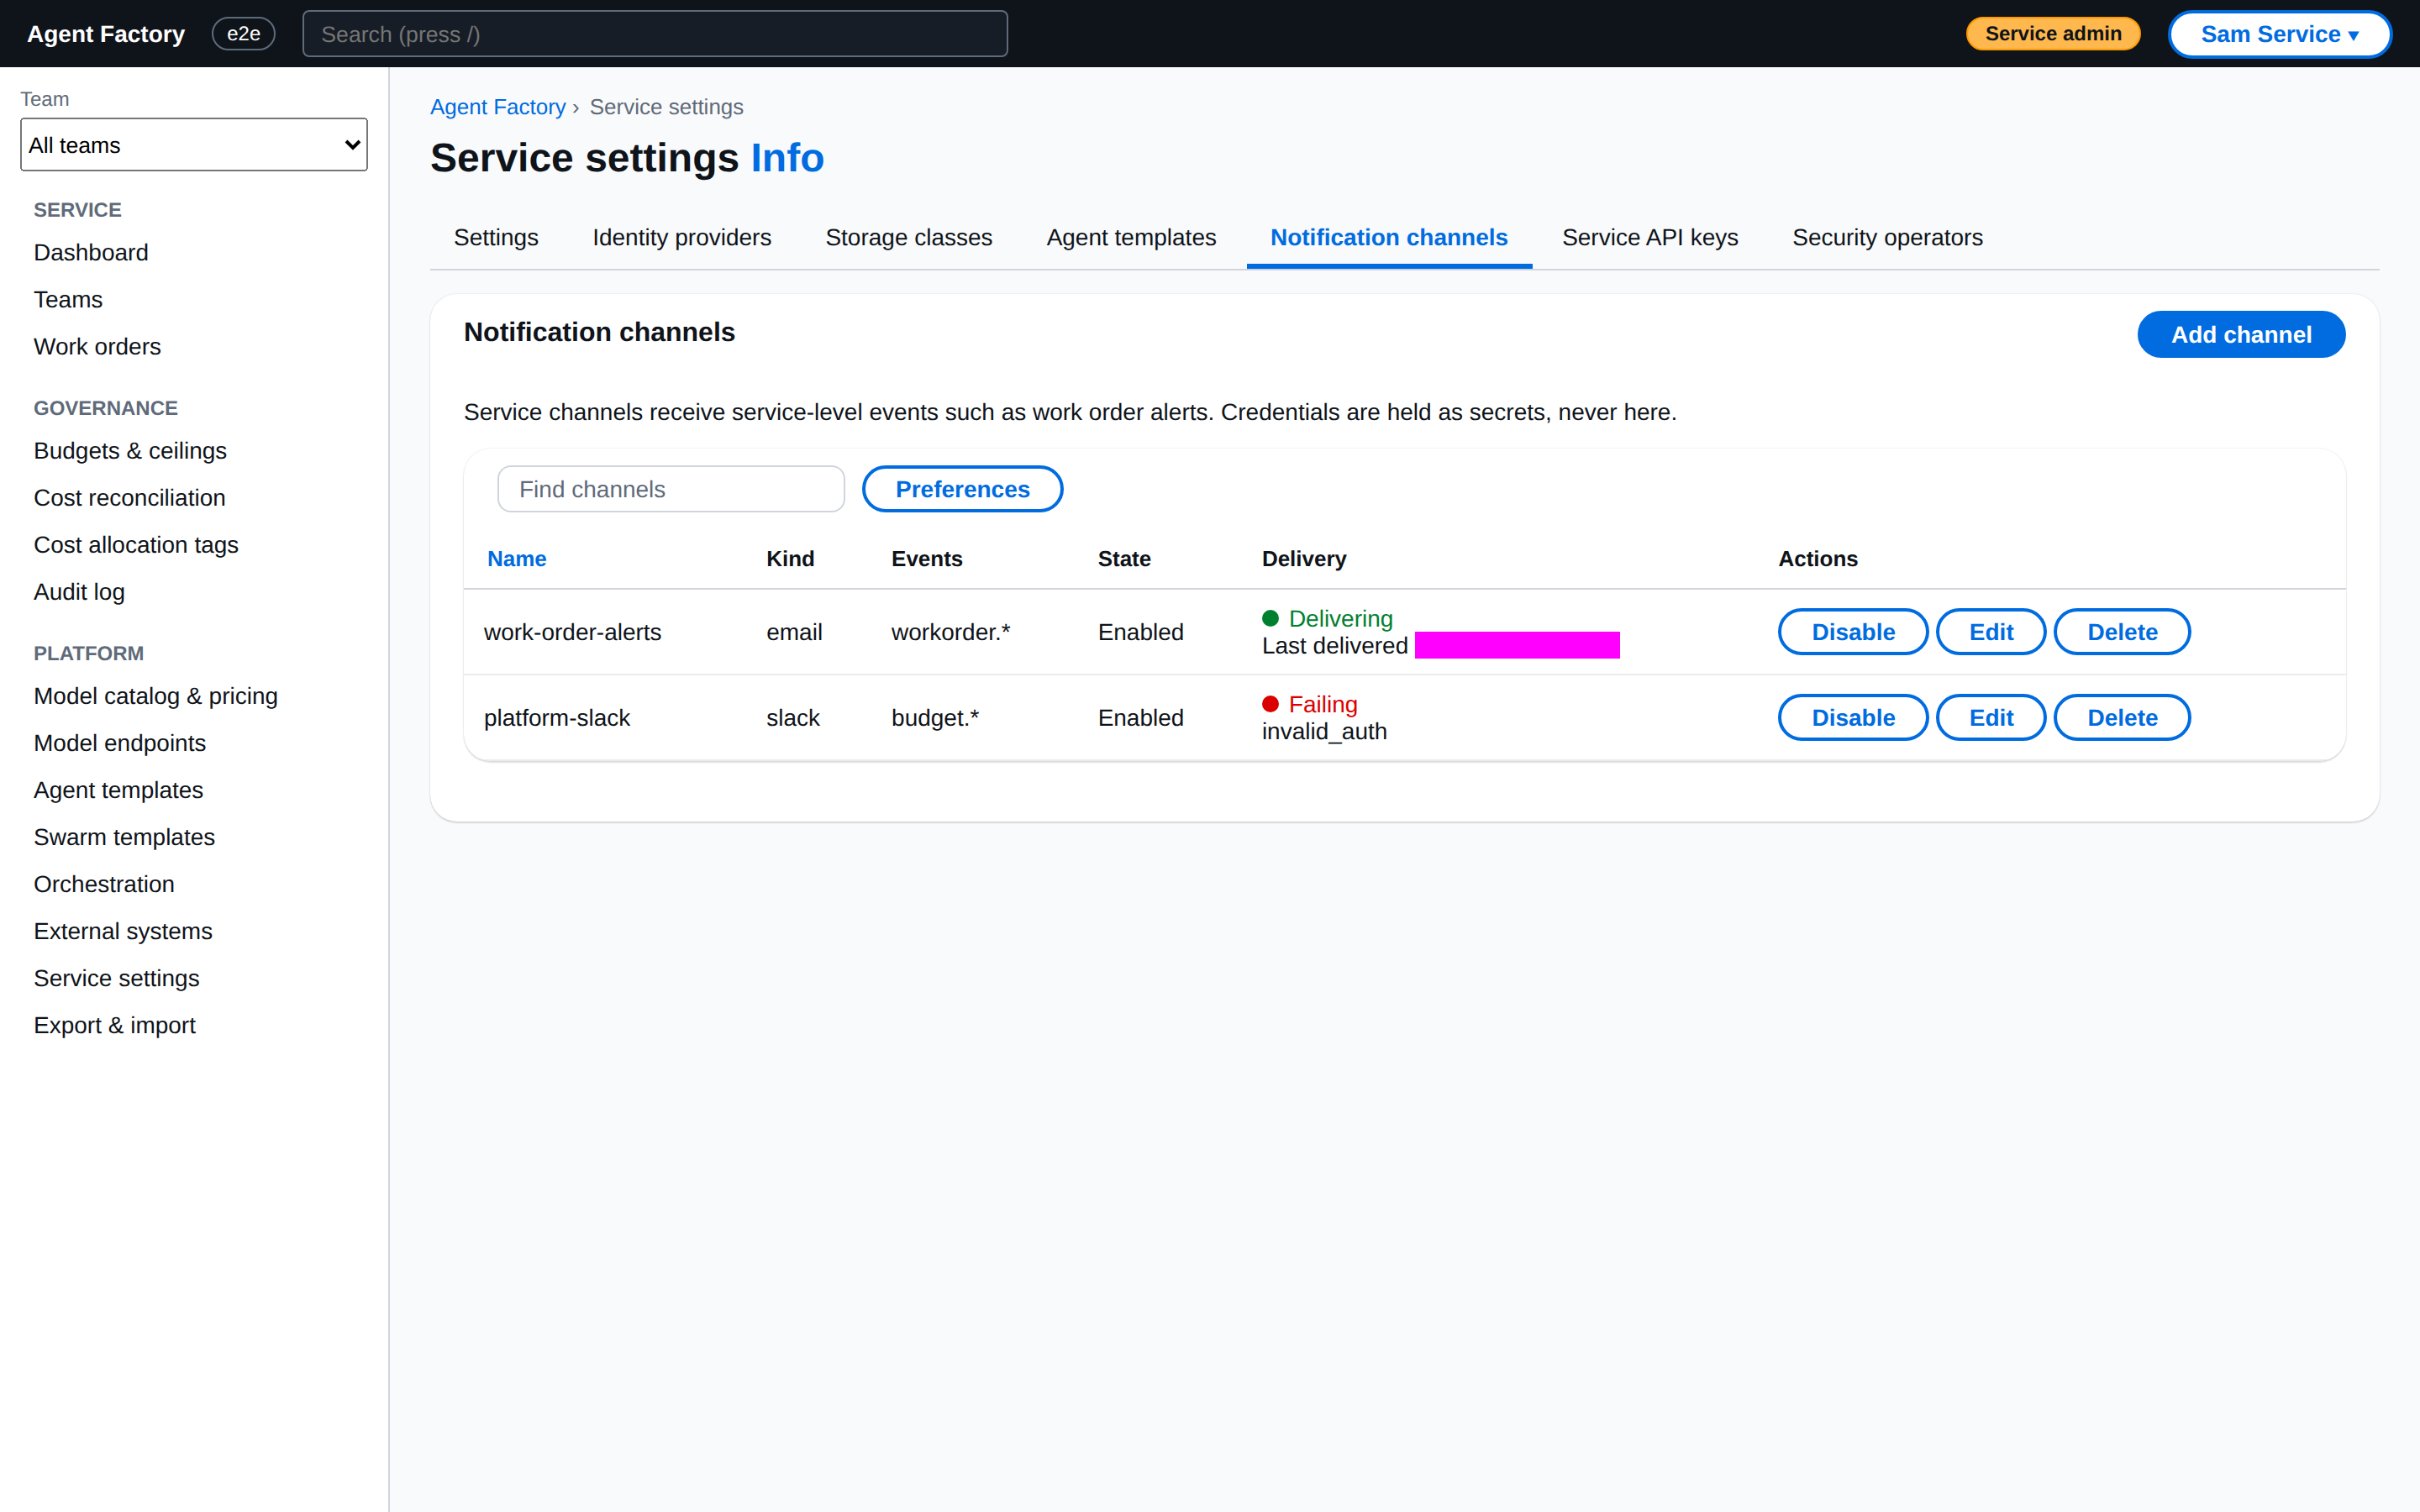 Agent Factory e2e Search (press /) Service admin Sam Service ▾
Team
All teams
SERVICE
Dashboard
Teams
Work orders
GOVERNANCE
Budgets & ceilings
Cost reconciliation
Cost allocation tags
Audit log
PLATFORM
Model catalog & pricing
Model endpoints
Agent templates
Swarm templates
Orchestration
External systems
Service settings
Export & import
Agent Factory › Service settings
Service settings Info
Settings Identity providers Storage classes Agent templates Notification channels Service API keys Security operators
Notification channels Add channel
Service channels receive service-level events such as work order alerts. Credentials are held as secrets, never here.
Find channels Preferences
Name Kind Events State Delivery Actions
work-order-alerts email workorder.* Enabled Delivering Disable Edit Delete
Last delivered
platform-slack slack budget.* Enabled Failing Disable Edit Delete
invalid_auth